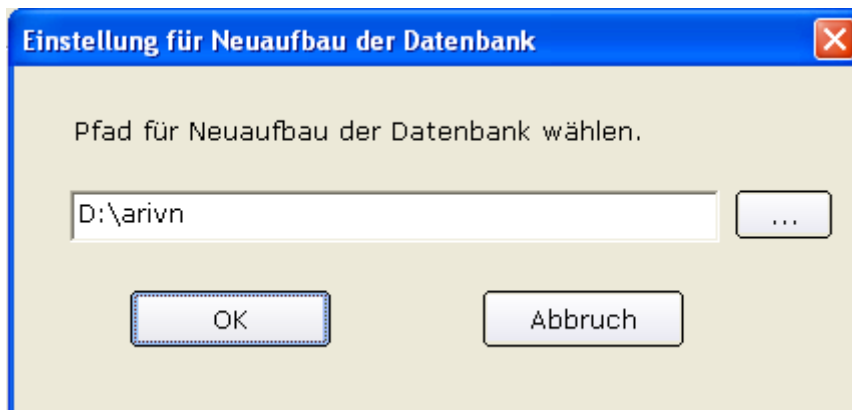 Einstellung für Neuaufbau der Datenbank
Pfad für Neuaufbau der Datenbank wählen.
D:\arivn
...
OK
Abbruch